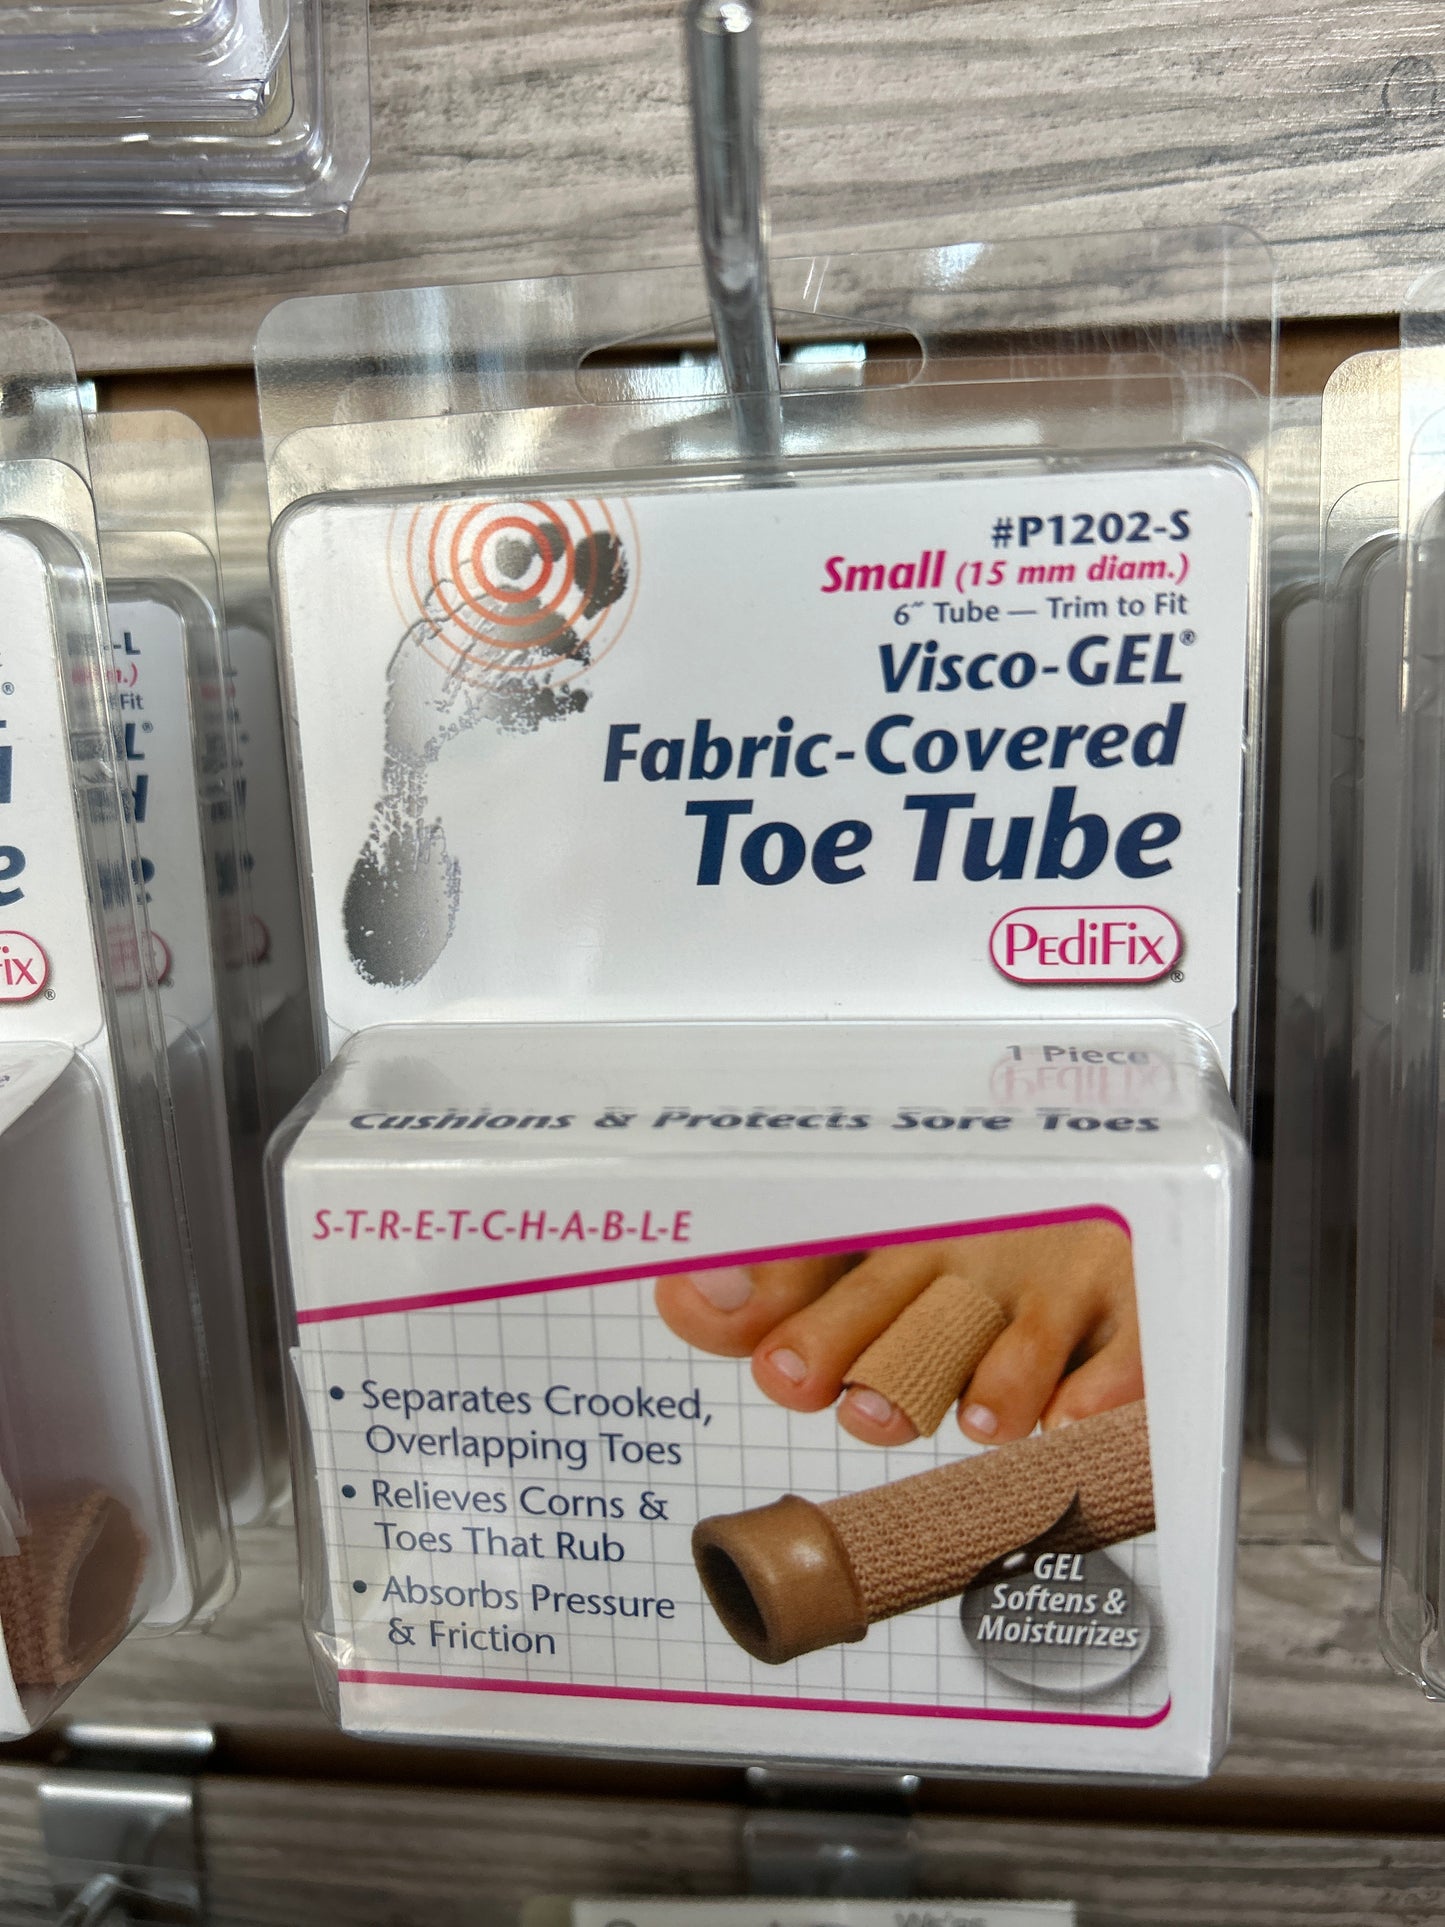 #P1202-S
Small (15 mm diam.)
6″ Tube — Trim to Fit
Visco-GEL®
Fabric-Covered
Toe Tube
PEDiFix®
1 Piece
Cushions & Protects Sore Toes
S-T-R-E-T-C-H-A-B-L-E
• Separates Crooked,
Overlapping Toes
• Relieves Corns &
Toes That Rub
• Absorbs Pressure
& Friction
GEL
Softens &
Moisturizes
-L
Fit